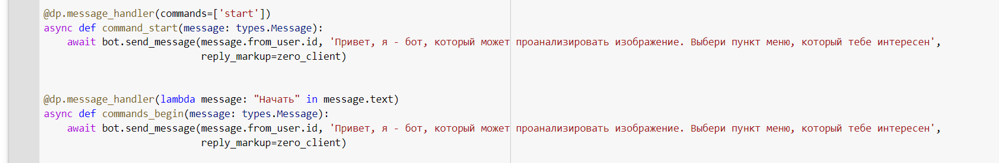 @dp.message_handler(commands=['start'])
async def command_start(message: types.Message):
    await bot.send_message(message.from_user.id, 'Привет, я - бот, который может проанализировать изображение. Выбери пункт меню, который тебе интересен',
                           reply_markup=zero_client)
@dp.message_handler(lambda message: "Начать" in message.text)
async def commands_begin(message: types.Message):
    await bot.send_message(message.from_user.id, 'Привет, я - бот, который может проанализировать изображение. Выбери пункт меню, который тебе интересен',
                           reply_markup=zero_client)